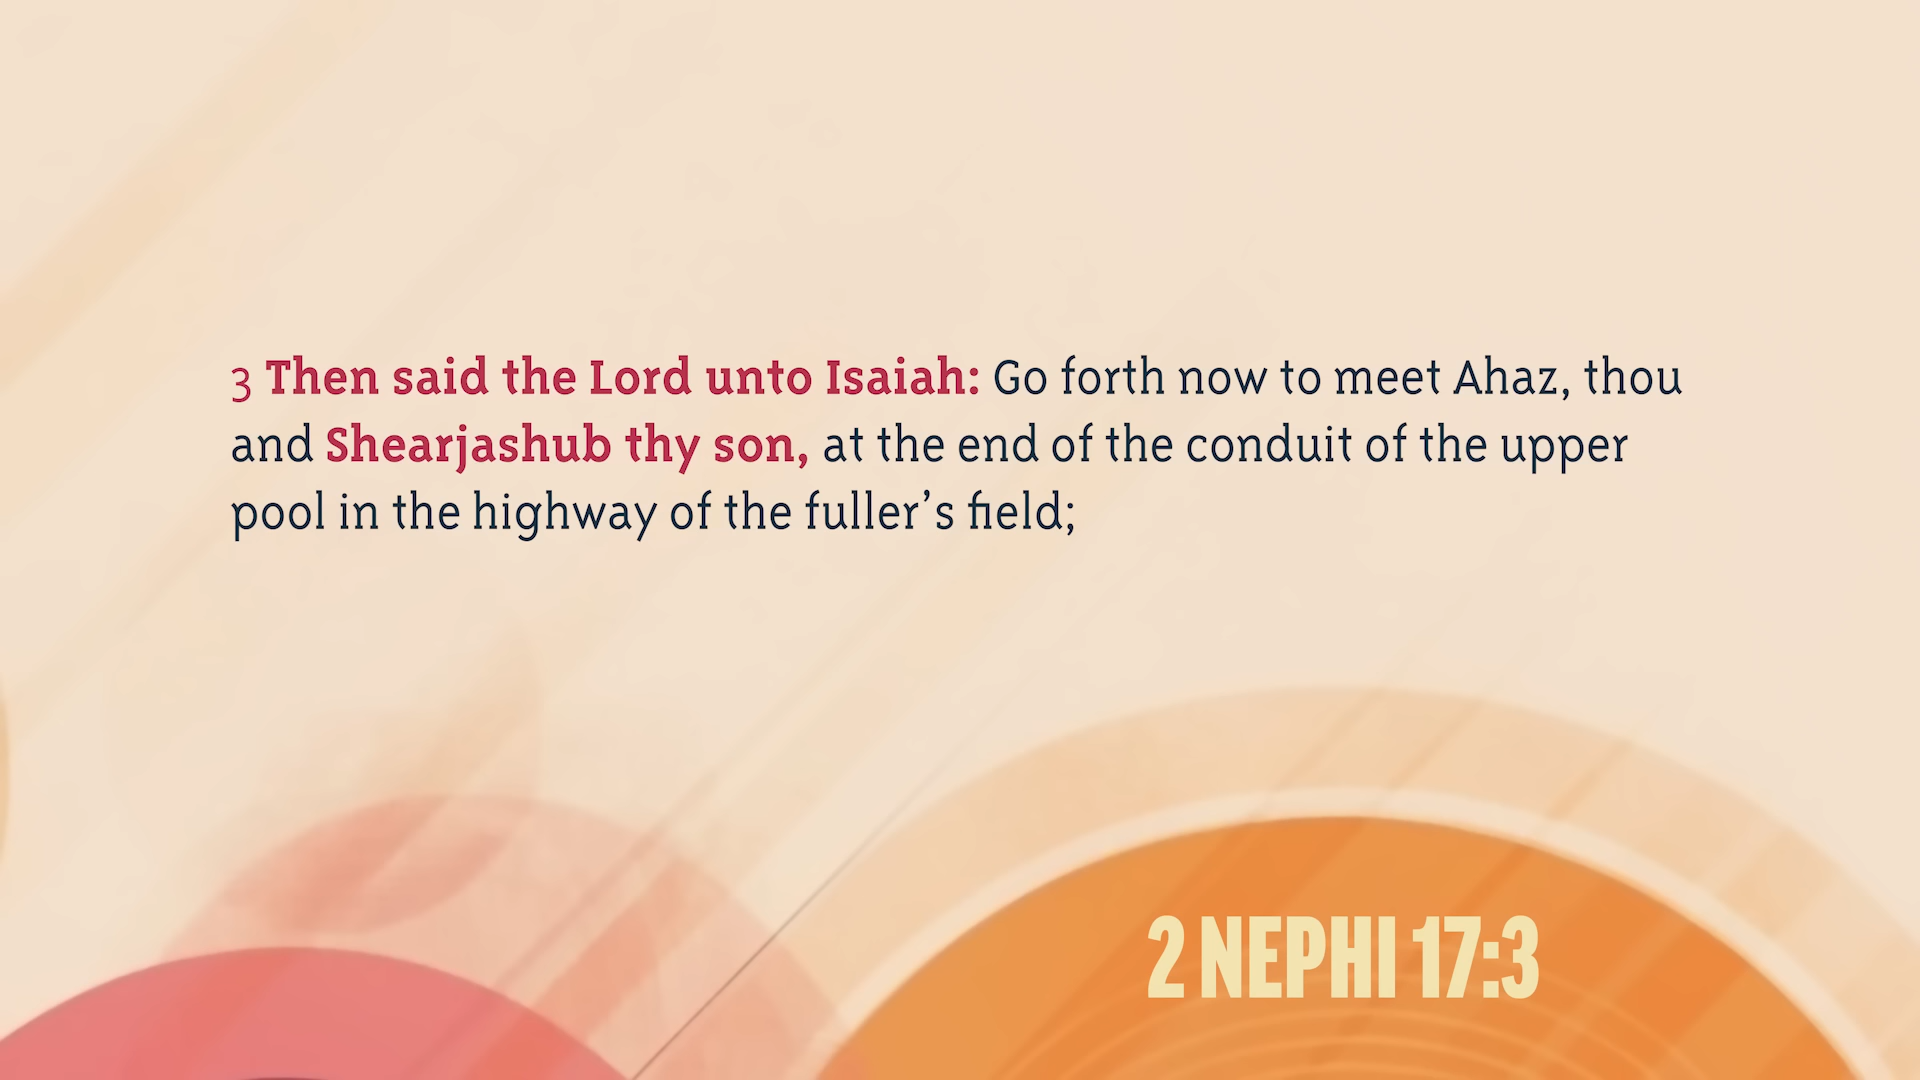 3 Then said the Lord unto Isaiah: Go forth now to meet Ahaz, thou
and Shearjashub thy son, at the end of the conduit of the upper
pool in the highway of the fuller’s field;
2 NEPHI 17:3